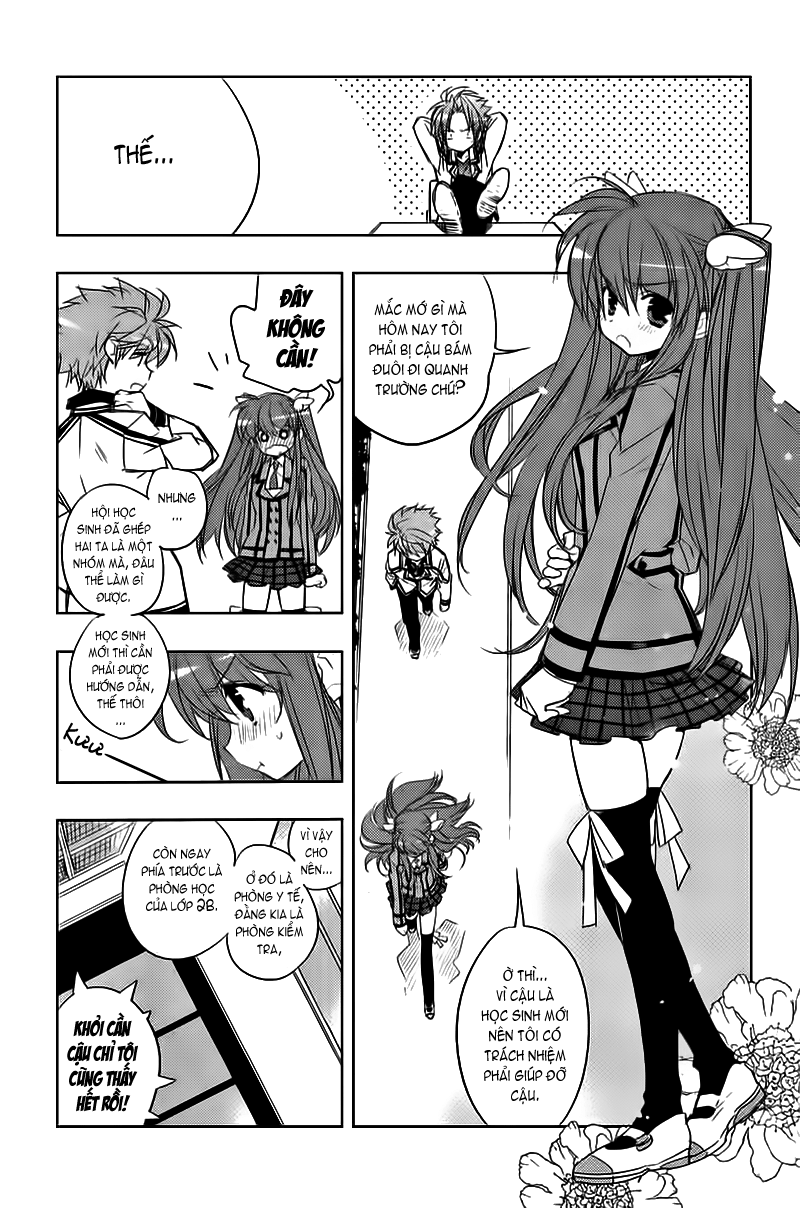 THẾ...
MẮC MỚ GÌ MÀ
HÔM NAY TÔI
PHẢI BỊ CẬU BÁM
ĐUÔI ĐI QUANH
TRƯỜNG CHỨ?
Ở THÌ...
VÌ CẬU LÀ
HỌC SINH MỚI
NÊN TÔI CÓ
TRÁCH NHIỆM
PHẢI GIÚP ĐỠ
CẬU.
ĐÂY
KHÔNG
CẦN!
NHƯNG
...
HỘI HỌC
SINH ĐÃ GHÉP
HAI TA LÀ MỘT
NHÓM MÀ, ĐÂU
THỂ LÀM GÌ
ĐƯỢC.
HỌC SINH
MỚI THÌ CẦN
PHẢI ĐƯỢC
HƯỚNG DẪN,
THẾ THÔI
...
Kưư
VÌ VẬY
CHO
NÊN...
Ở ĐÓ LÀ
PHÒNG Y TẾ,
ĐẰNG KIA LÀ
PHÒNG KIỂM
TRA,
CÒN NGAY
PHÍA TRƯỚC LÀ
PHÒNG HỌC
CỦA LỚP 2B.
KHỎI CẦN
CẬU CHỈ TÔI
CŨNG THẤY
HẾT RỒI!